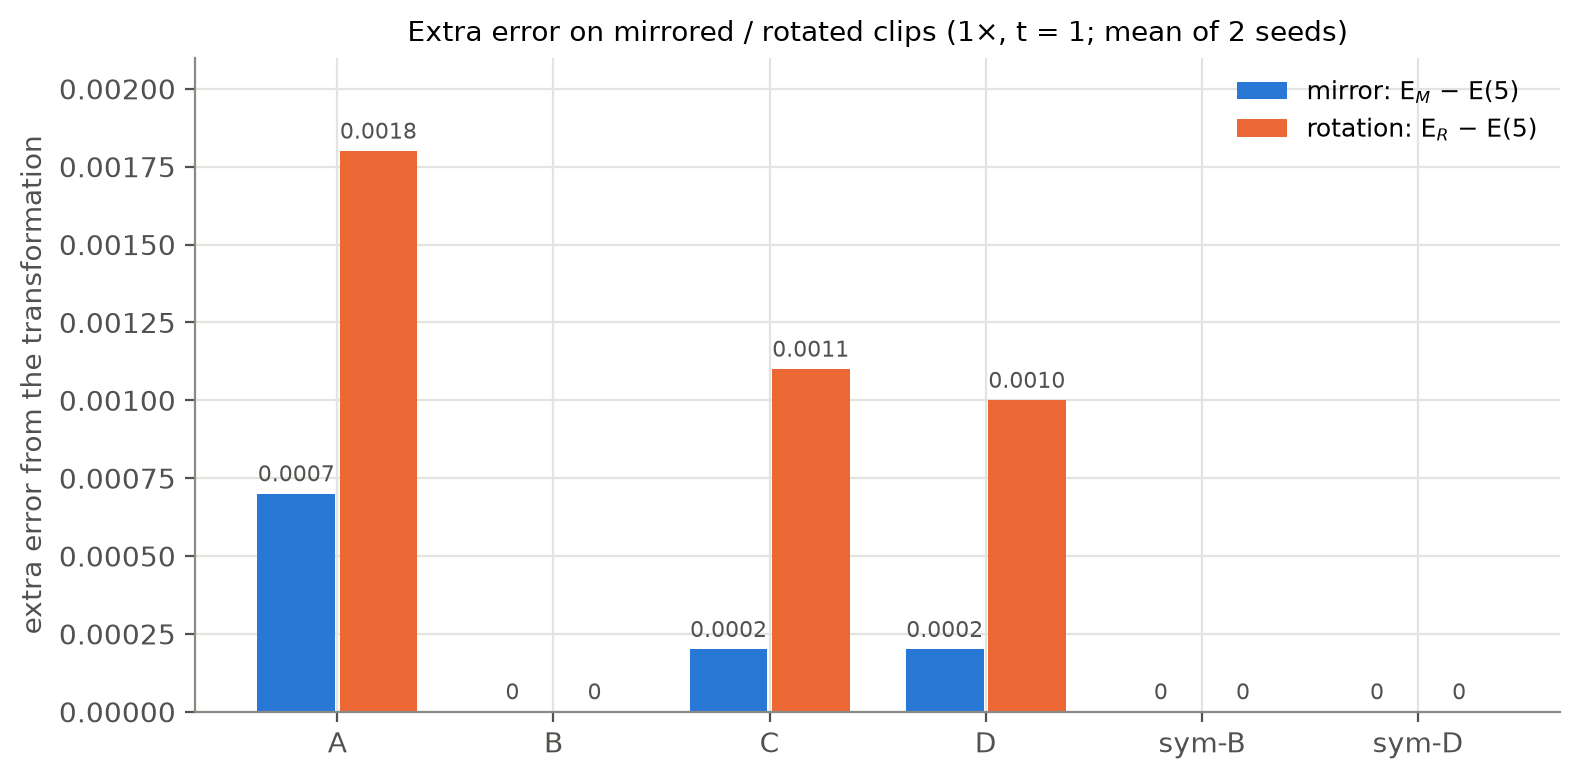 Extra error on mirrored / rotated clips (1×, t = 1; mean of 2 seeds)
mirror: E_M − E(5)
rotation: E_R − E(5)
extra error from the transformation
0.00200
0.00175
0.00150
0.00125
0.00100
0.00075
0.00050
0.00025
0.00000
0.0007
0.0018
0
0
0.0002
0.0011
0.0002
0.0010
0
0
0
0
A
B
C
D
sym-B
sym-D